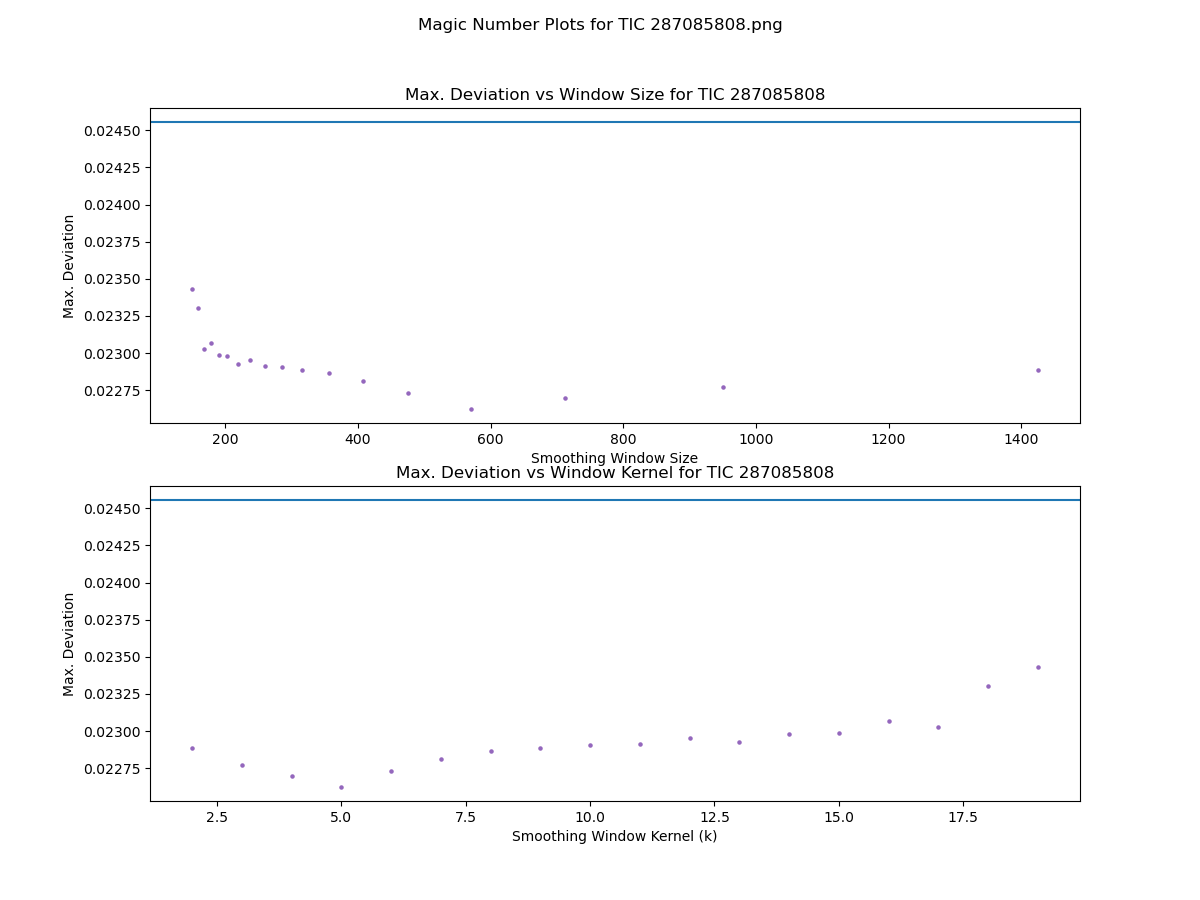 Magic Number Plots for TIC 287085808.png
Max. Deviation vs Window Size for TIC 287085808
0.02450
0.02425
0.02400
0.02375
0.02350
0.02325
0.02300
0.02275
Max. Deviation
200 400 600 800 1000 1200 1400
Smoothing Window Size
Max. Deviation vs Window Kernel for TIC 287085808
0.02450
0.02425
0.02400
0.02375
0.02350
0.02325
0.02300
0.02275
Max. Deviation
2.5 5.0 7.5 10.0 12.5 15.0 17.5
Smoothing Window Kernel (k)